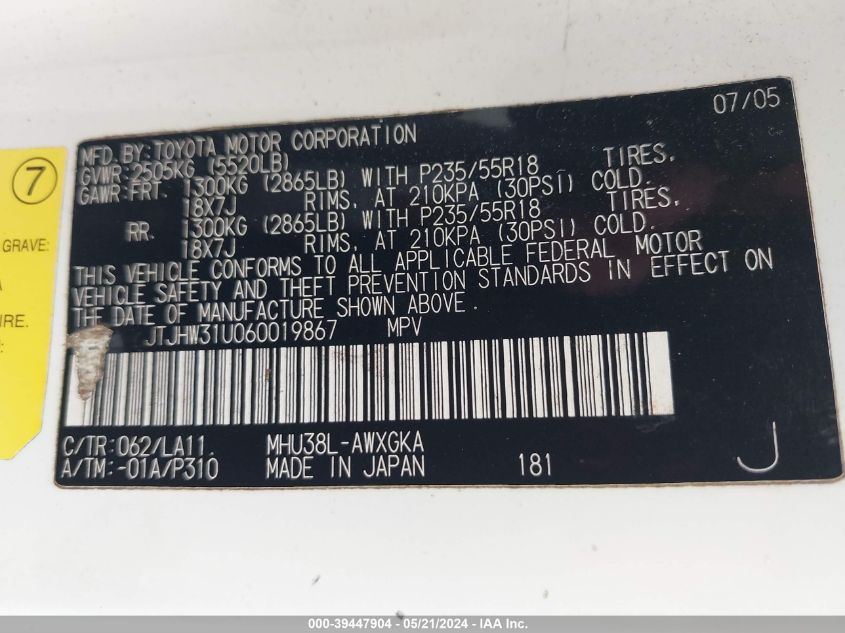 07/05
MFD.BY:TOYOTA MOTOR CORPORATION
GVWR:2505KG (5520LB)
GAWR:FRT. 1300KG (2865LB) WITH P235/55R18 TIRES,
18X7J RIMS, AT 210KPA (30PSI) COLD.
RR. 1300KG (2865LB) WITH P235/55R18 TIRES,
18X7J RIMS, AT 210KPA (30PSI) COLD.
THIS VEHICLE CONFORMS TO ALL APPLICABLE FEDERAL MOTOR
VEHICLE SAFETY AND THEFT PREVENTION STANDARDS IN EFFECT ON
THE DATE OF MANUFACTURE SHOWN ABOVE.
JTJHW31U060019867 MPV
C/TR:062/LA11. MHU38L-AWXGKA
A/TM:-01A/P310 MADE IN JAPAN 181 J
7
GRAVE:
000-39447904 - 05/21/2024 - IAA Inc.